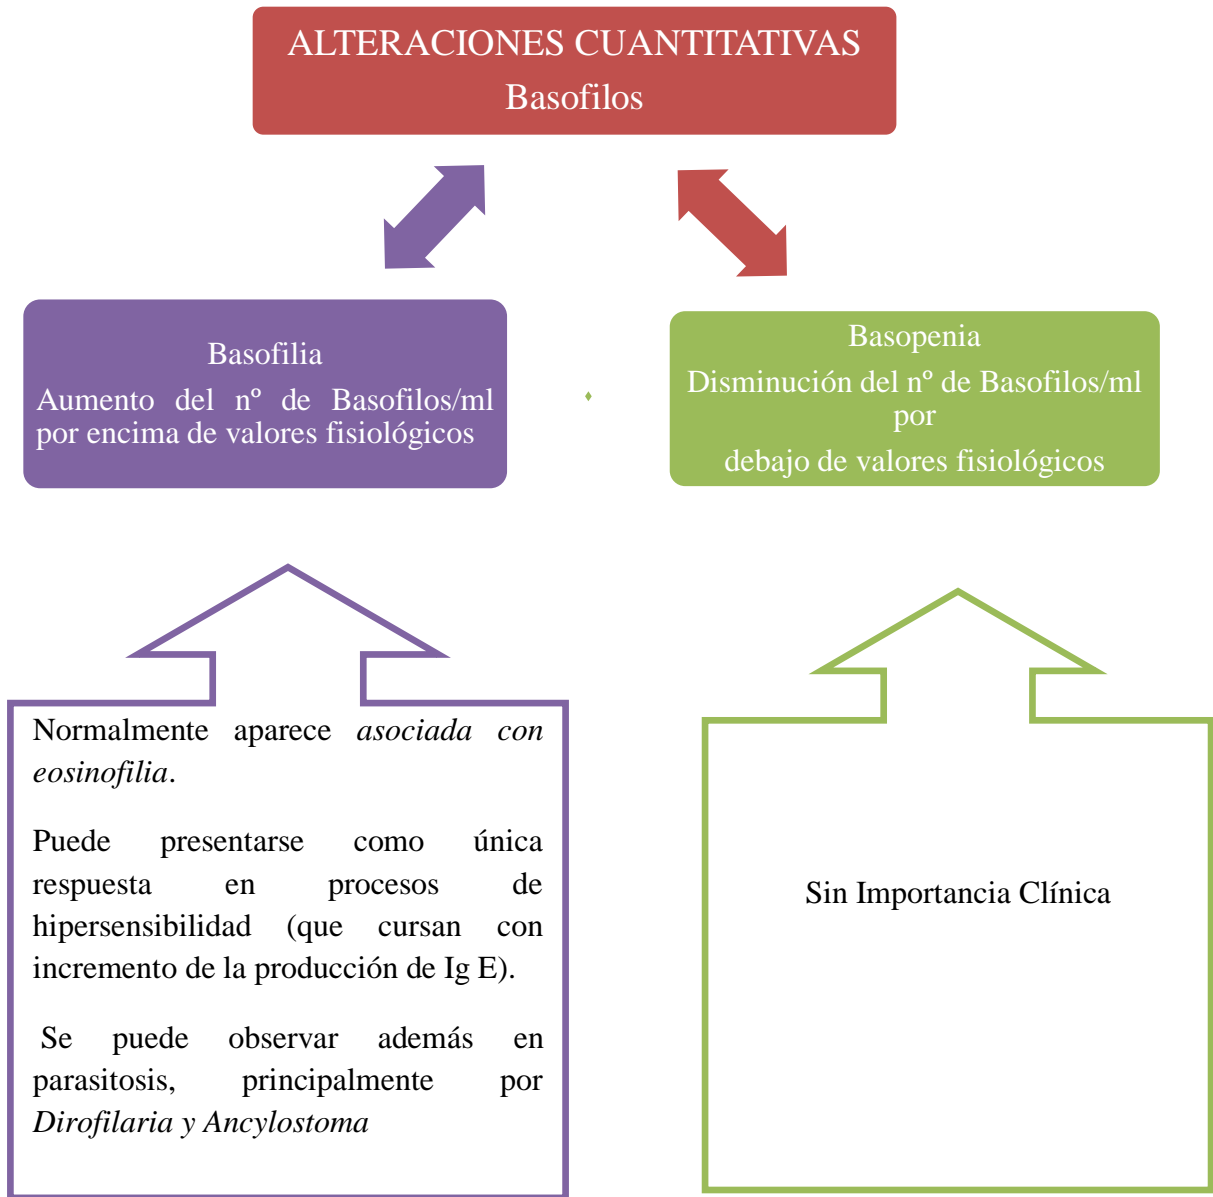 ALTERACIONES CUANTITATIVAS
Basofilos
Basofilia
Aumento del nº de Basofilos/ml
por encima de valores fisiológicos
Basopenia
Disminución del nº de Basofilos/ml
por
debajo de valores fisiológicos
Normalmente aparece asociada con
eosinofilia.
Puede presentarse como única
respuesta en procesos de
hipersensibilidad (que cursan con
incremento de la producción de Ig E).
Se puede observar además en
parasitosis, principalmente por
Dirofilaria y Ancylostoma
Sin Importancia Clínica